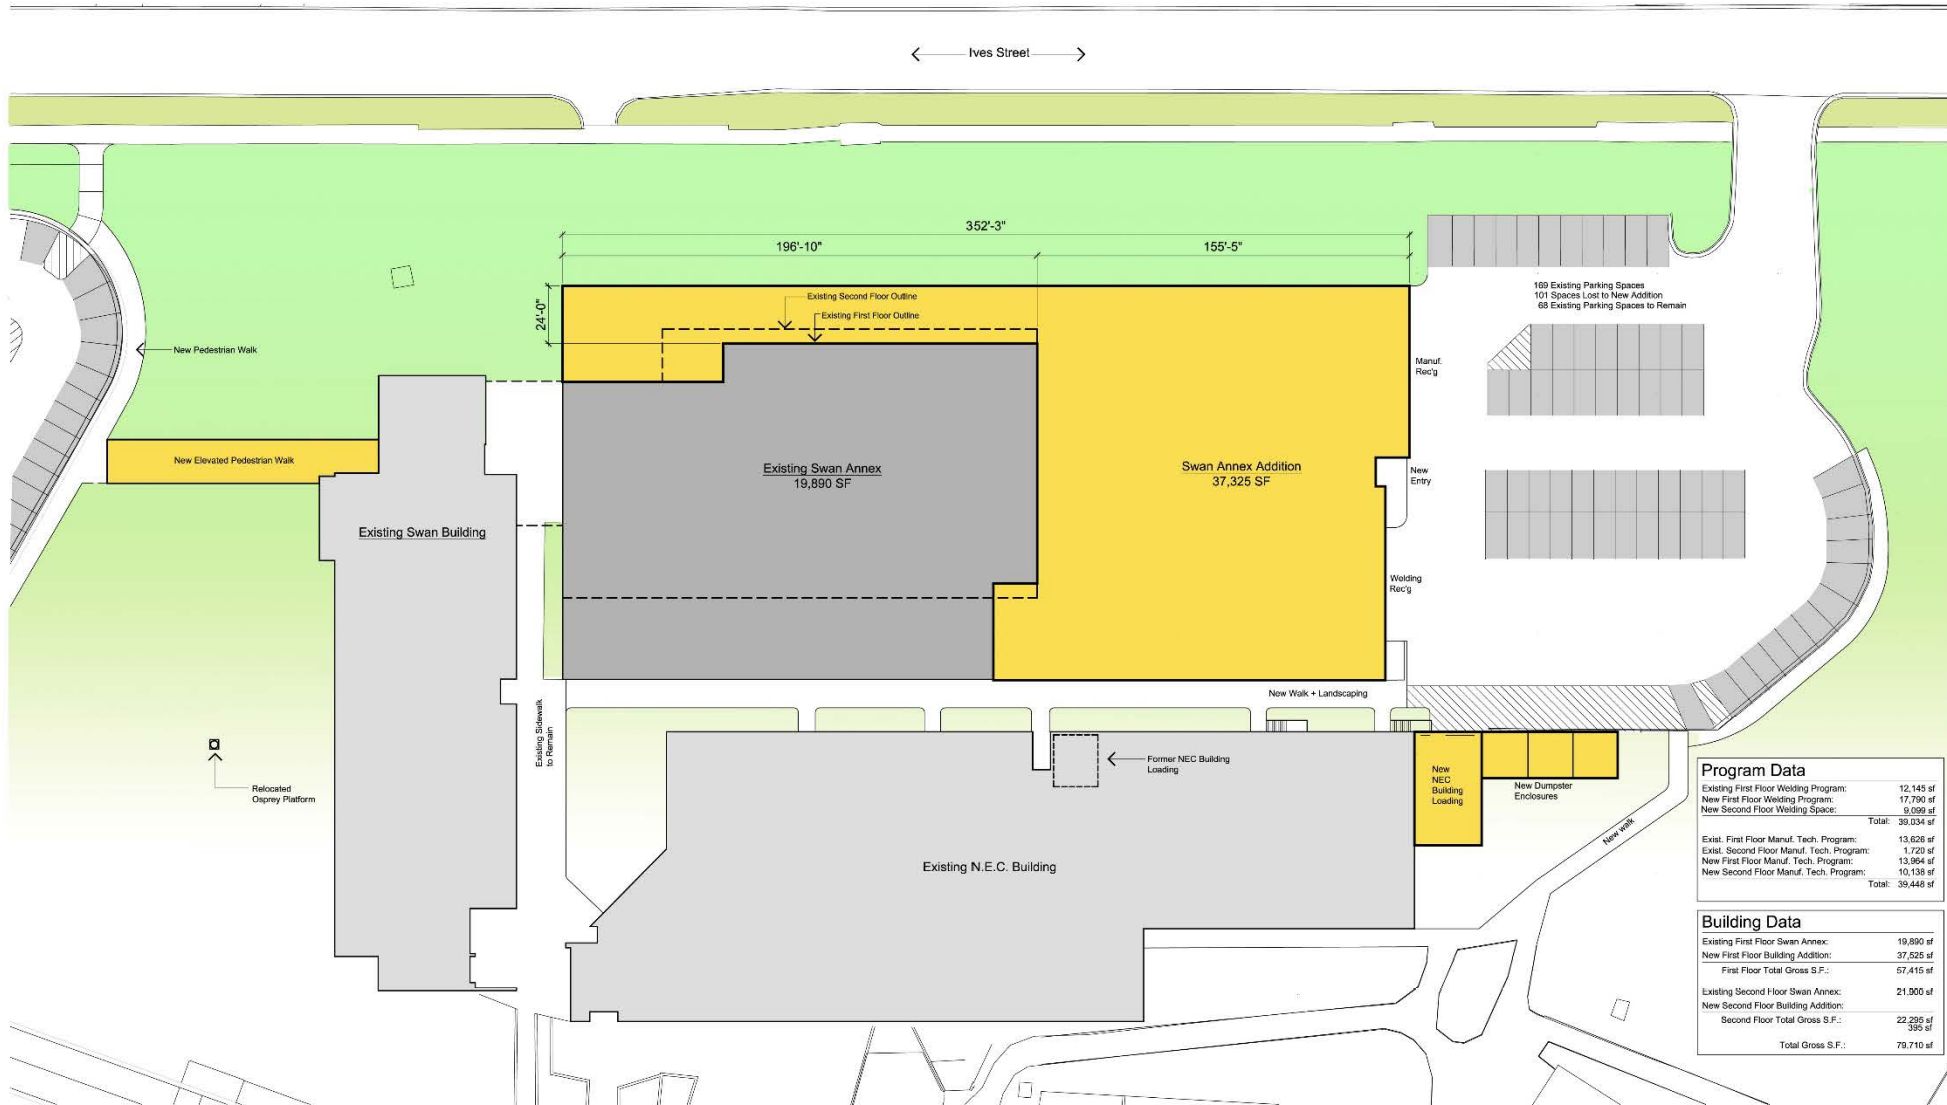 Ives Street
352'-3"
196'-10"
155'-5"
24'-0"
Existing Second Floor Outline
Existing First Floor Outline
169 Existing Parking Spaces
101 Spaces Lost to New Addition
68 Existing Parking Spaces to Remain
New Pedestrian Walk
Manuf.
Rec'g
New Elevated Pedestrian Walk
Existing Swan Annex
19,890 SF
Swan Annex Addition
37,325 SF
New
Entry
Existing Swan Building
Welding
Rec'g
New Walk + Landscaping
Existing Sidewalk
to Remain
Former NEC Building
Loading
Relocated
Osprey Platform
New
NEC
Building
Loading
New Dumpster
Enclosures
New walk
Existing N.E.C. Building
Program Data
Existing First Floor Welding Program: 12,145 sf
New First Floor Welding Program: 17,790 sf
New Second Floor Welding Space: 9,099 sf
Total: 39,034 sf
Exist. First Floor Manuf. Tech. Program: 13,626 sf
Exist. Second Floor Manuf. Tech. Program: 1,720 sf
New First Floor Manuf. Tech. Program: 13,964 sf
New Second Floor Manuf. Tech. Program: 10,138 sf
Total: 39,448 sf
Building Data
Existing First Floor Swan Annex: 19,890 sf
New First Floor Building Addition: 37,525 sf
First Floor Total Gross S.F.: 57,415 sf
Existing Second Floor Swan Annex: 21,900 sf
New Second Floor Building Addition:
Second Floor Total Gross S.F.: 22,295 sf
395 sf
Total Gross S.F.: 79,710 sf